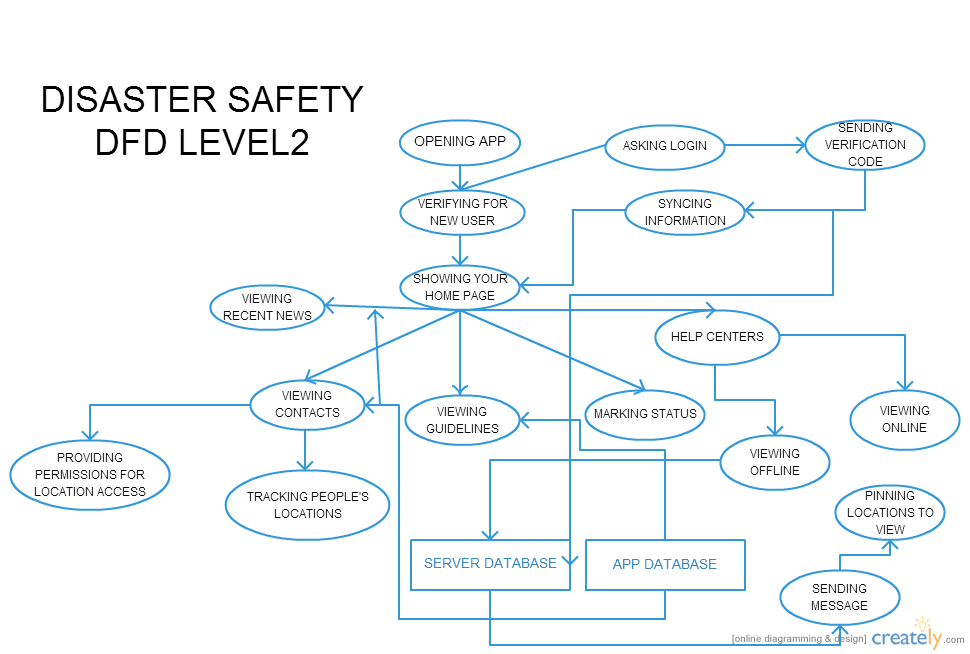 DISASTER SAFETY
DFD LEVEL2
OPENING APP
ASKING LOGIN
SENDING
VERIFICATION
CODE
VERIFYING FOR
NEW USER
SYNCING
INFORMATION
SHOWING YOUR
HOME PAGE
VIEWING
RECENT NEWS
HELP CENTERS
VIEWING
CONTACTS
VIEWING
GUIDELINES
MARKING STATUS
VIEWING
ONLINE
PROVIDING
PERMISSIONS FOR
LOCATION ACCESS
TRACKING PEOPLE'S
LOCATIONS
VIEWING
OFFLINE
PINNING
LOCATIONS TO
VIEW
SERVER DATABASE
APP DATABASE
SENDING
MESSAGE
[online diagramming & design] creately.com